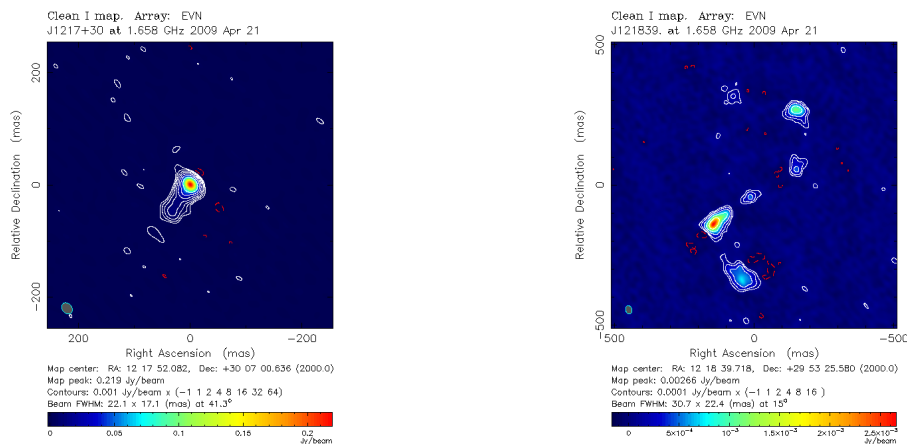 Clean I map. Array: EVN
J1217+30 at 1.658 GHz 2009 Apr 21
Relative Declination (mas)
200
0
-200
200
0
-200
Right Ascension (mas)
Map center: RA: 12 17 52.082, Dec: +30 07 00.636 (2000.0)
Map peak: 0.219 Jy/beam
Contours: 0.001 Jy/beam x (-1 1 2 4 8 16 32 64)
Beam FWHM: 22.1 x 17.1 (mas) at 41.3°
0 0.05 0.1 0.15 0.2
Jy/beam
Clean I map. Array: EVN
J121839. at 1.658 GHz 2009 Apr 21
Relative Declination (mas)
500
0
-500
500
0
-500
Right Ascension (mas)
Map center: RA: 12 18 39.718, Dec: +29 53 25.580 (2000.0)
Map peak: 0.00266 Jy/beam
Contours: 0.0001 Jy/beam x (-1 1 2 4 8 16 )
Beam FWHM: 30.7 x 22.4 (mas) at 15°
0 5×10⁻⁴ 10⁻³ 1.5×10⁻³ 2×10⁻³ 2.5×10⁻³
Jy/beam